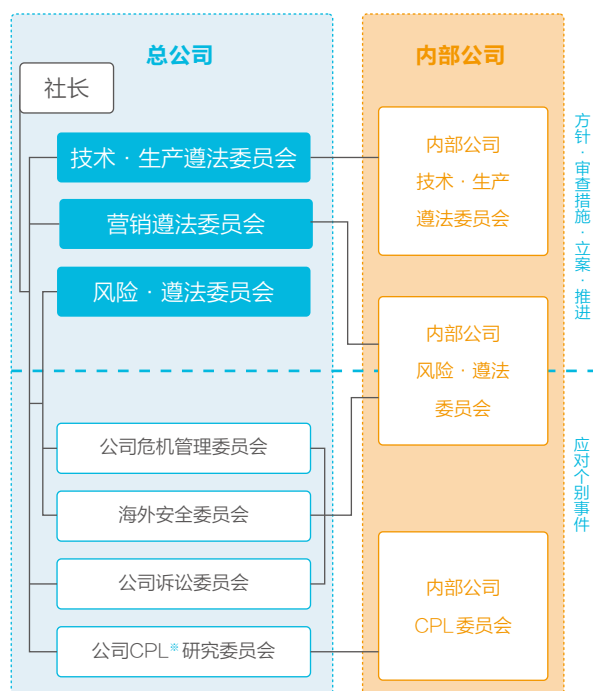 总公司
社长
技术·生产遵法委员会
营销遵法委员会
风险·遵法委员会
公司危机管理委员会
海外安全委员会
公司诉讼委员会
公司CPL※研究委员会
内部公司
内部公司
技术·生产
遵法委员会
内部公司
风险·遵法
委员会
内部公司
CPL委员会
方针·审查措施·立案·推进
应对个别事件